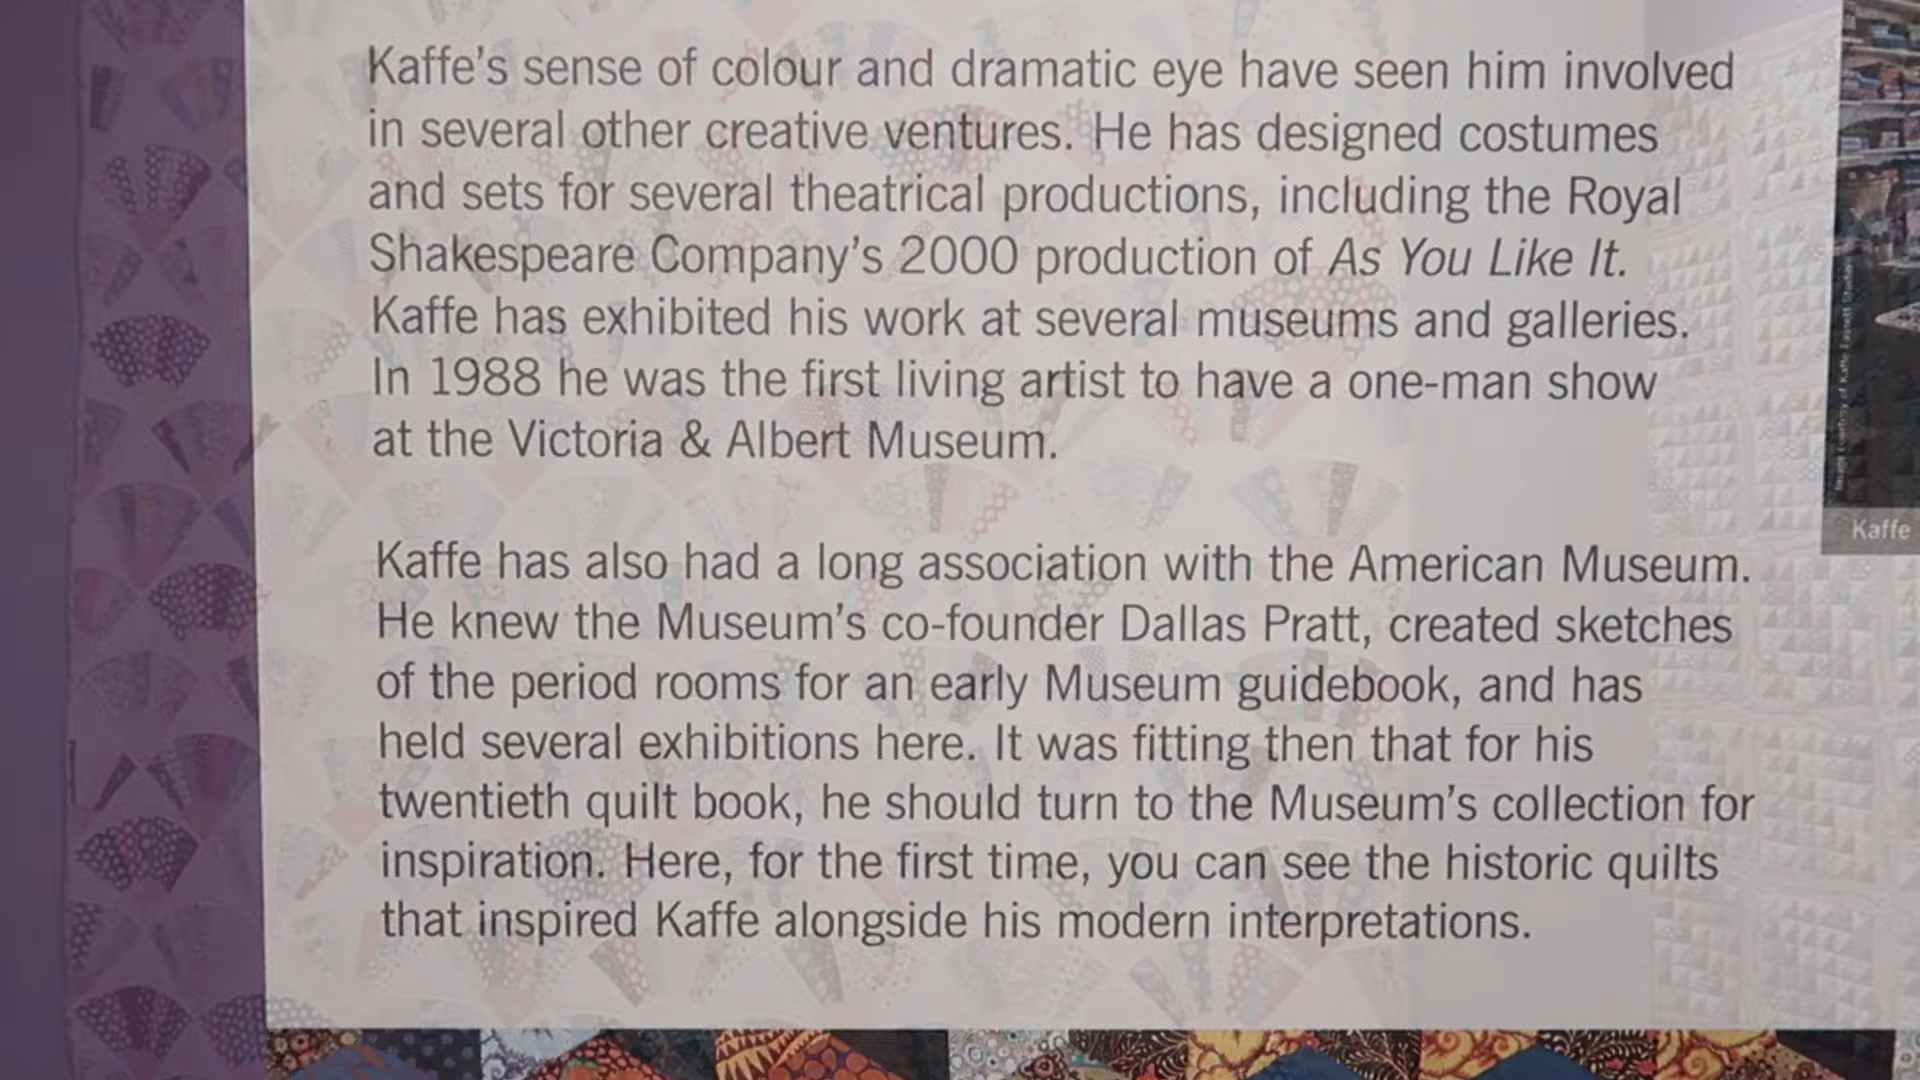 Kaffe's sense of colour and dramatic eye have seen him involved
in several other creative ventures. He has designed costumes
and sets for several theatrical productions, including the Royal
Shakespeare Company's 2000 production of As You Like It.
Kaffe has exhibited his work at several museums and galleries.
In 1988 he was the first living artist to have a one-man show
at the Victoria & Albert Museum.
Kaffe has also had a long association with the American Museum.
He knew the Museum's co-founder Dallas Pratt, created sketches
of the period rooms for an early Museum guidebook, and has
held several exhibitions here. It was fitting then that for his
twentieth quilt book, he should turn to the Museum's collection for
inspiration. Here, for the first time, you can see the historic quilts
that inspired Kaffe alongside his modern interpretations.
Image courtesy of Kaffe Fassett Studio
Kaffe